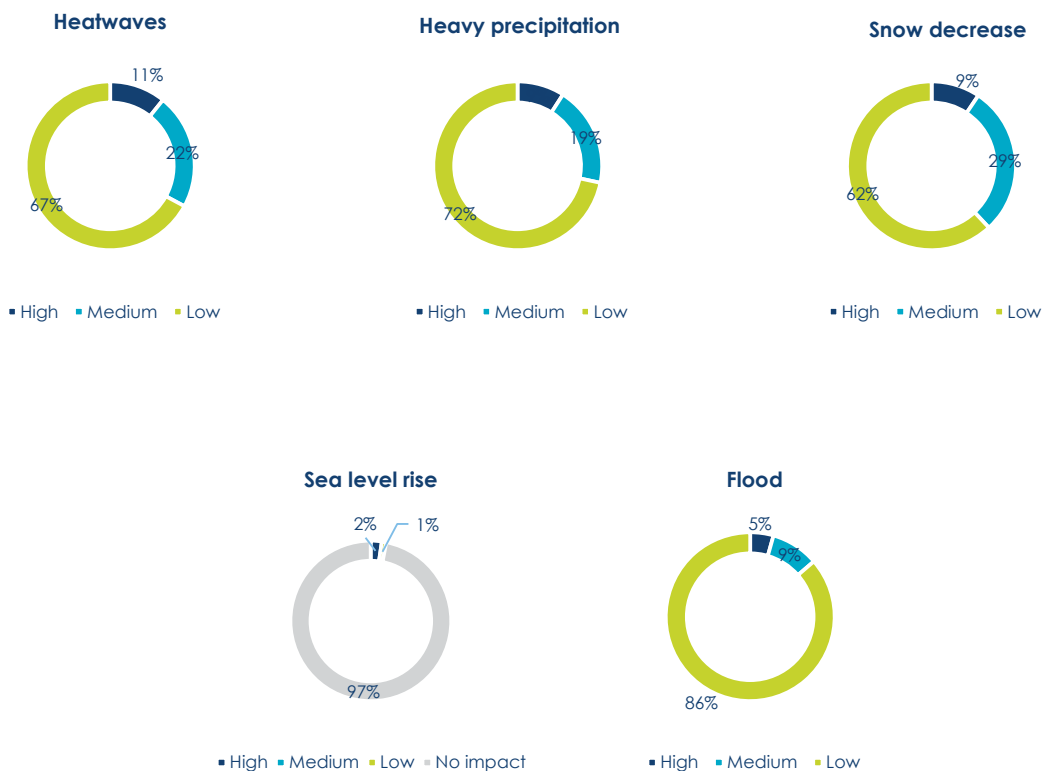 Heatwaves
11%
22%
67%
High Medium Low
Heavy precipitation
19%
72%
High Medium Low
Snow decrease
9%
29%
62%
High Medium Low
Sea level rise
2% 1%
97%
High Medium Low No impact
Flood
5%
9%
86%
High Medium Low